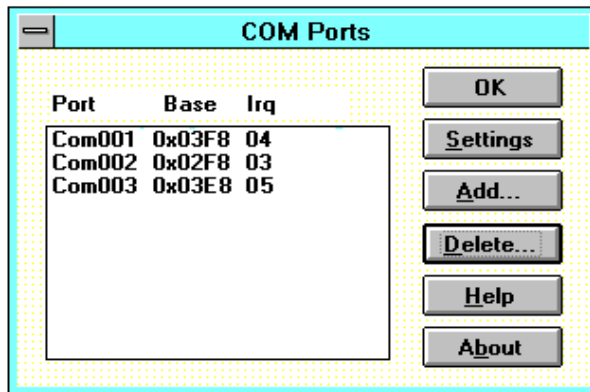 COM Ports
Port Base Irq
Com001 0x03F8 04
Com002 0x02F8 03
Com003 0x03E8 05
OK
Settings
Add...
Delete...
Help
About